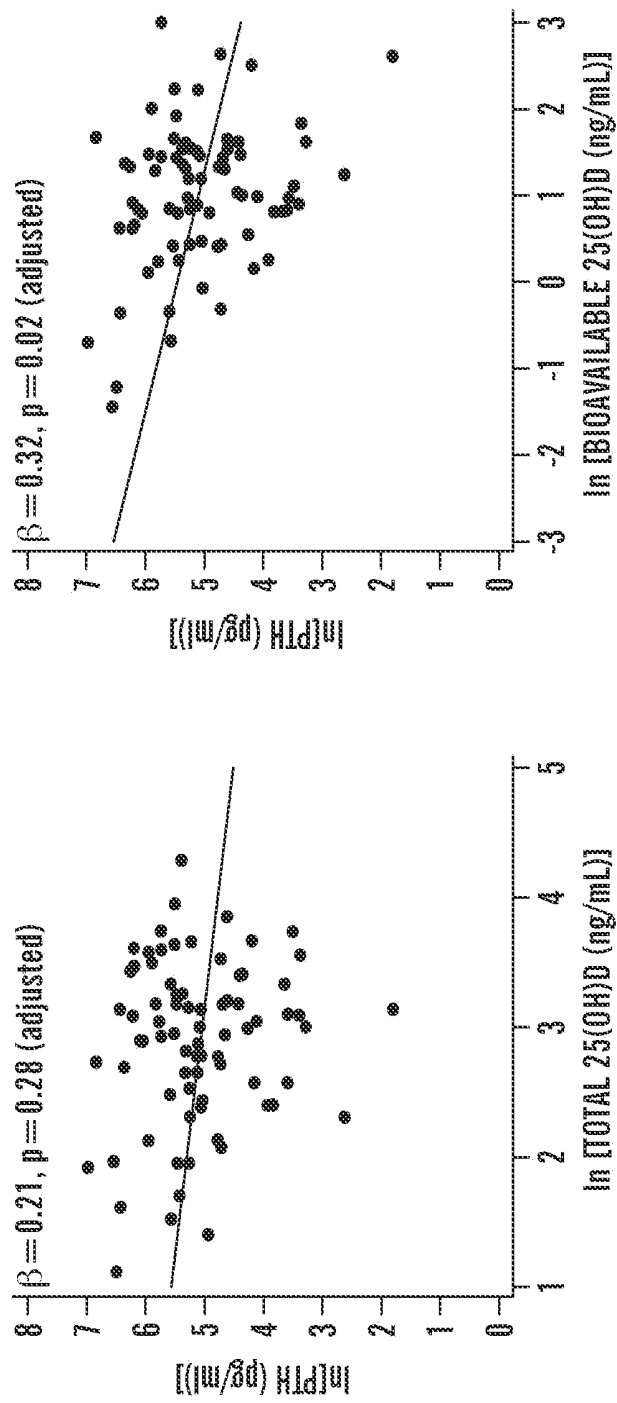 β=0.21, p=0.28 (adjusted)
ln[PTH (pg/ml)]
8
7
6
5
4
3
2
1
0
1 2 3 4 5
ln [TOTAL 25(OH)D (ng/mL)]
β=0.32, p=0.02 (adjusted)
ln[PTH (pg/ml)]
8
7
6
5
4
3
2
1
0
-3 -2 -1 0 1 2 3
ln [BIOAVAILABLE 25(OH)D (ng/mL)]